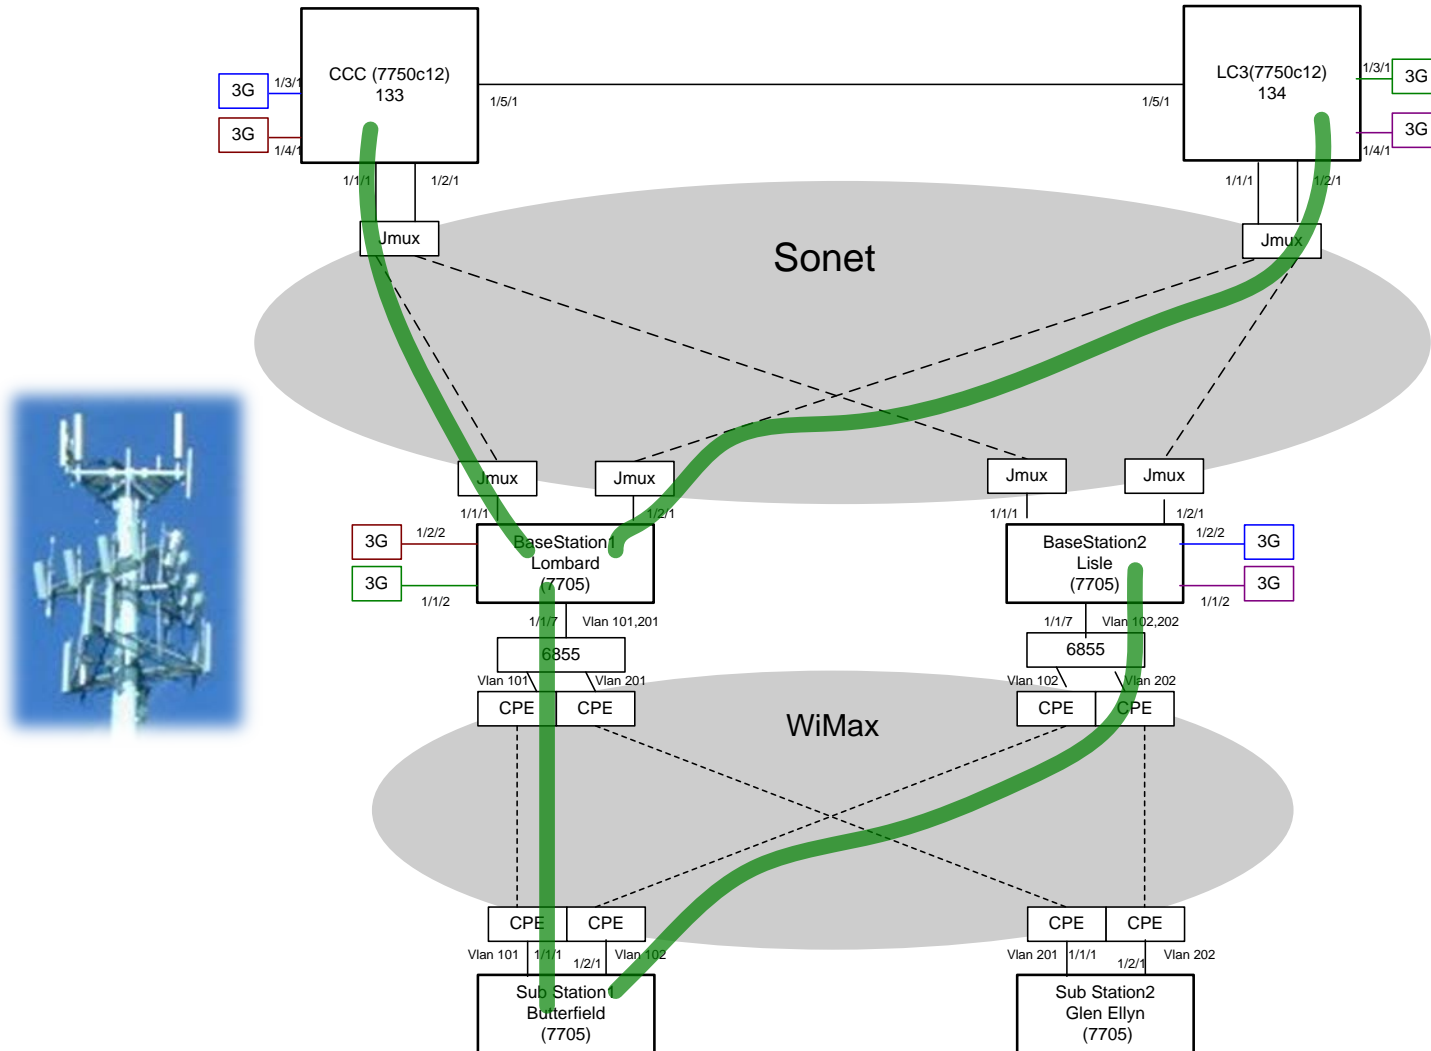 CCC (7750c12)
133
LC3(7750c12)
134
3G
1/3/1
3G
1/4/1
1/5/1
1/5/1
1/3/1
3G
1/4/1
3G
1/1/1
1/2/1
1/1/1
1/2/1
Jmux
Jmux
Sonet
Jmux
Jmux
Jmux
Jmux
1/1/1
1/2/1
1/1/1
1/2/1
3G
1/2/2
3G
1/1/2
BaseStation1
Lombard
(7705)
BaseStation2
Lisle
(7705)
1/2/2
3G
1/1/2
3G
1/1/7
Vlan 101,201
1/1/7
Vlan 102,202
6855
6855
Vlan 101
Vlan 201
Vlan 102
Vlan 202
CPE
CPE
CPE
CPE
WiMax
CPE
CPE
CPE
CPE
Vlan 101
1/1/1
1/2/1
Vlan 102
Vlan 201
1/1/1
1/2/1
Vlan 202
Sub Station1
Butterfield
(7705)
Sub Station2
Glen Ellyn
(7705)